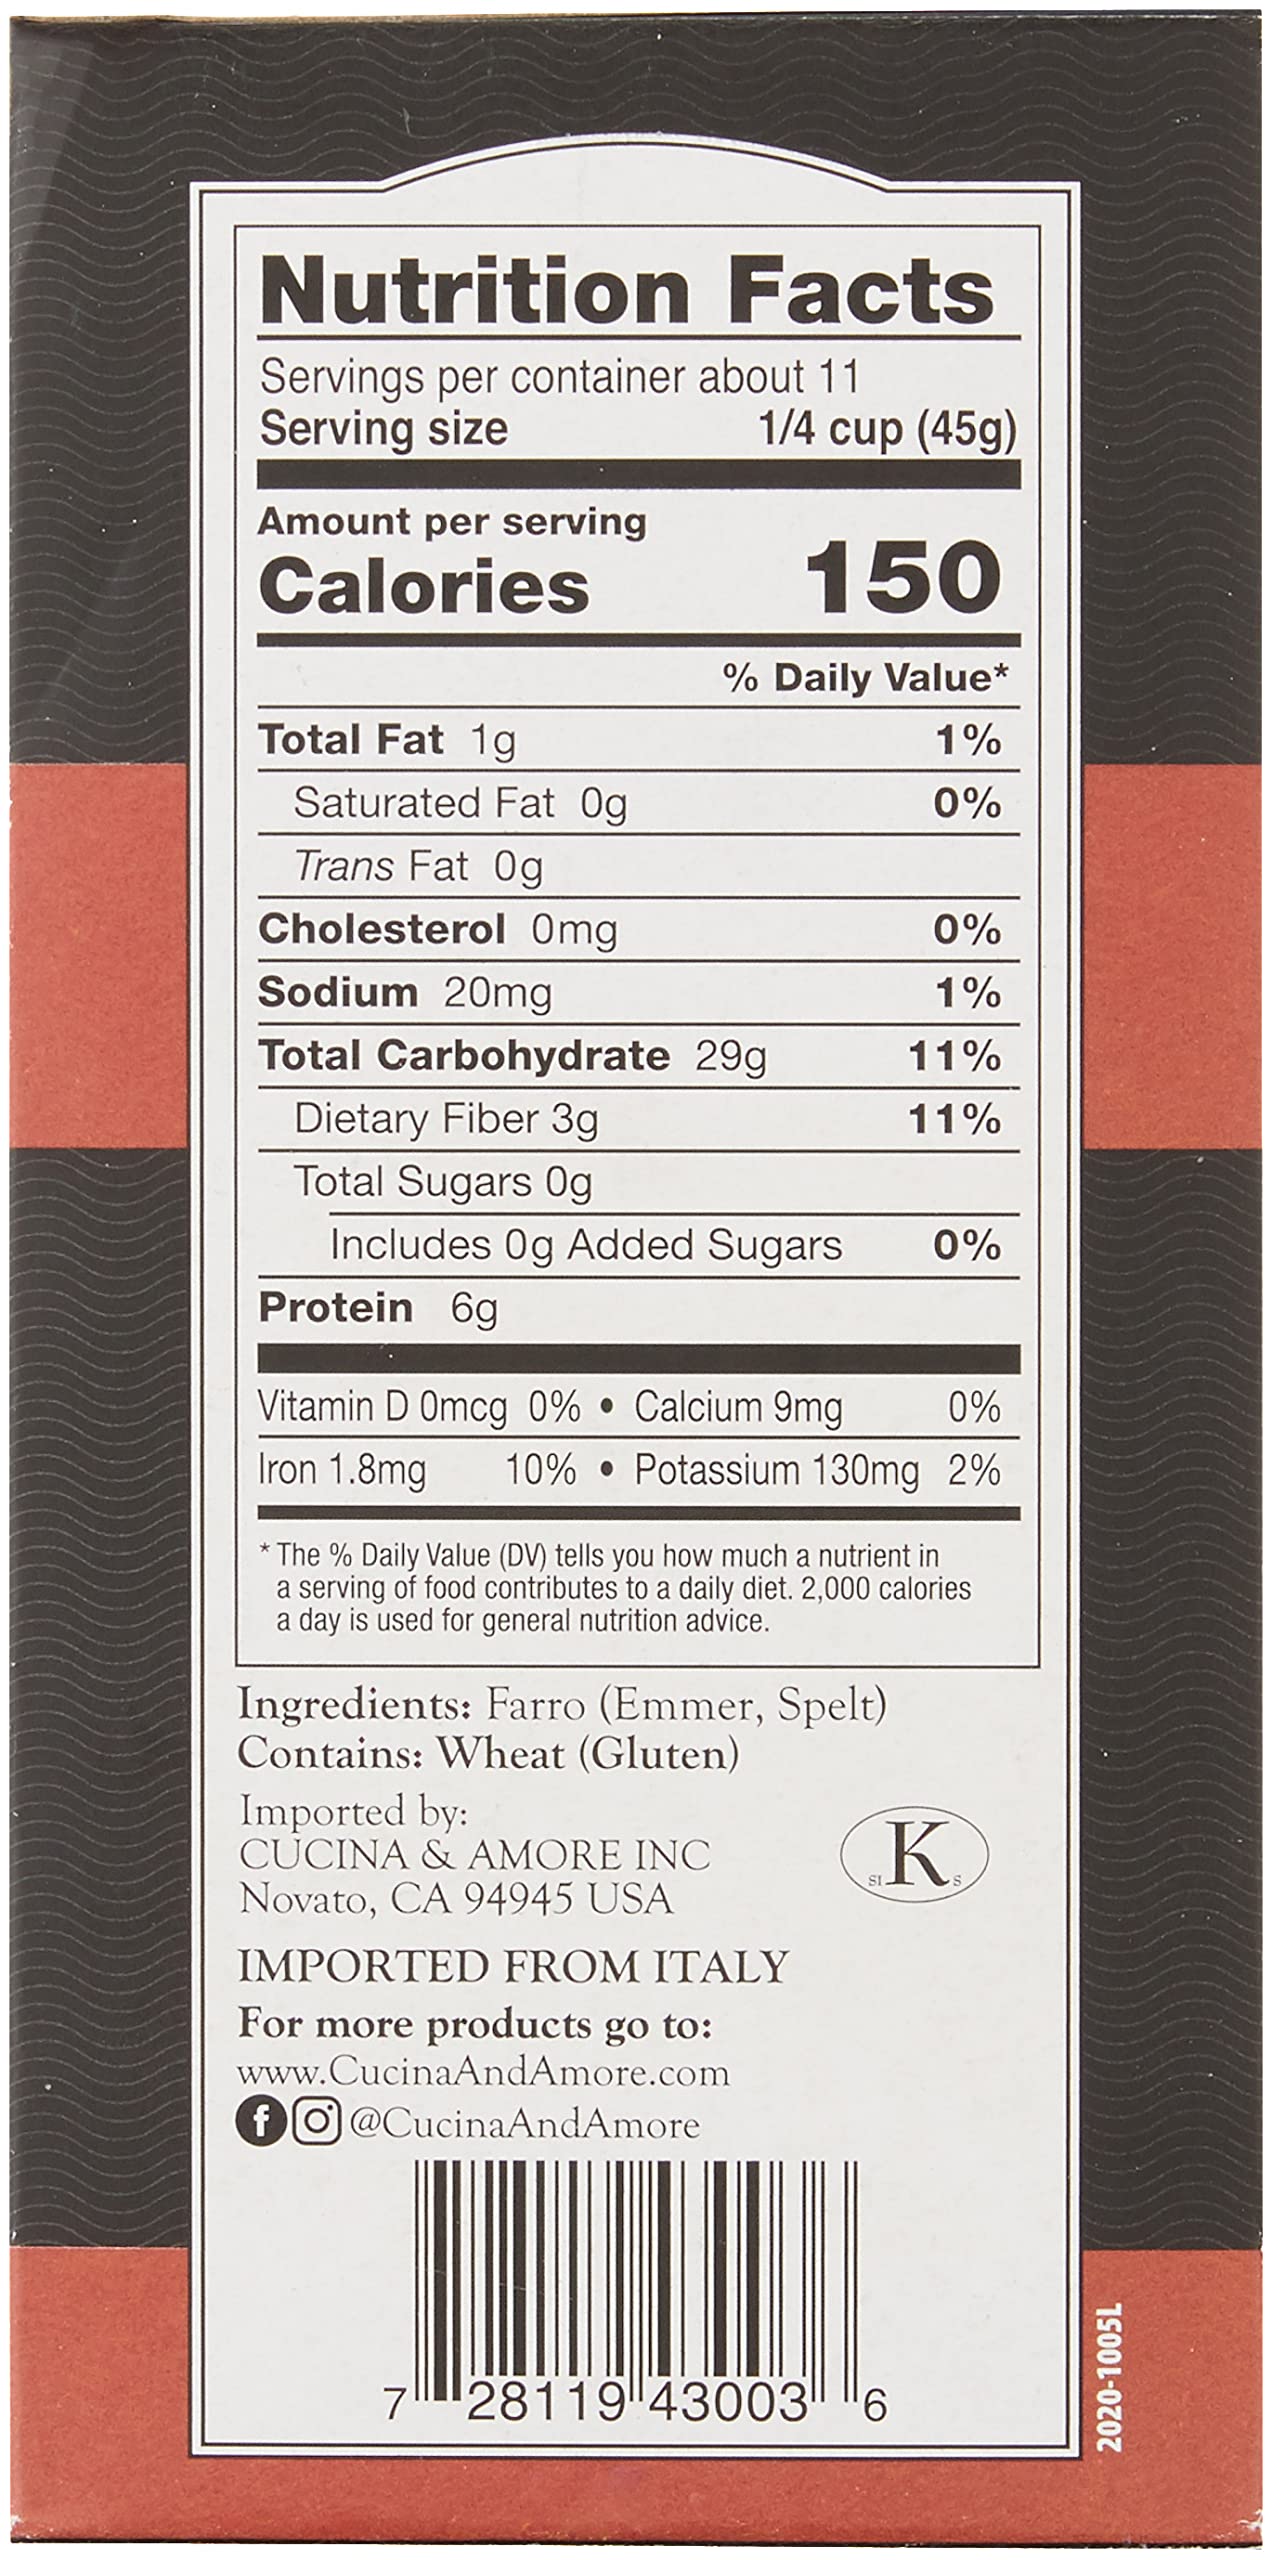 Nutrition Facts
Servings per container about 11
Serving size 1/4 cup (45g)
Amount per serving
Calories 150
% Daily Value*
Total Fat 1g 1%
Saturated Fat 0g 0%
Trans Fat 0g
Cholesterol 0mg 0%
Sodium 20mg 1%
Total Carbohydrate 29g 11%
Dietary Fiber 3g 11%
Total Sugars 0g
Includes 0g Added Sugars 0%
Protein 6g
Vitamin D 0mcg 0% • Calcium 9mg 0%
Iron 1.8mg 10% • Potassium 130mg 2%
* The % Daily Value (DV) tells you how much a nutrient in
a serving of food contributes to a daily diet. 2,000 calories
a day is used for general nutrition advice.
Ingredients: Farro (Emmer, Spelt)
Contains: Wheat (Gluten)
Imported by:
CUCINA & AMORE INC
Novato, CA 94945 USA
SI K S
IMPORTED FROM ITALY
For more products go to:
www.CucinaAndAmore.com
f @CucinaAndAmore
7 28119 43003 6
2020-1005L